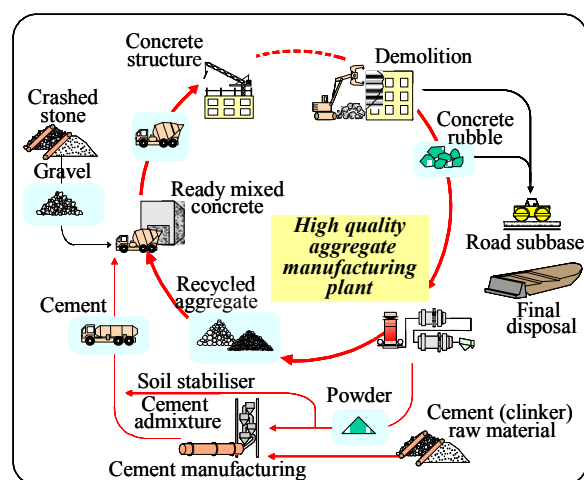 Concrete
structure
Demolition
Crashed
stone
Concrete
rubble
Gravel
Ready mixed
concrete
High quality
aggregate
manufacturing
plant
Road subbase
Recycled
aggregate
Cement
Final
disposal
Soil stabiliser
Cement
admixture
Powder
Cement (clinker)
raw material
Cement manufacturing